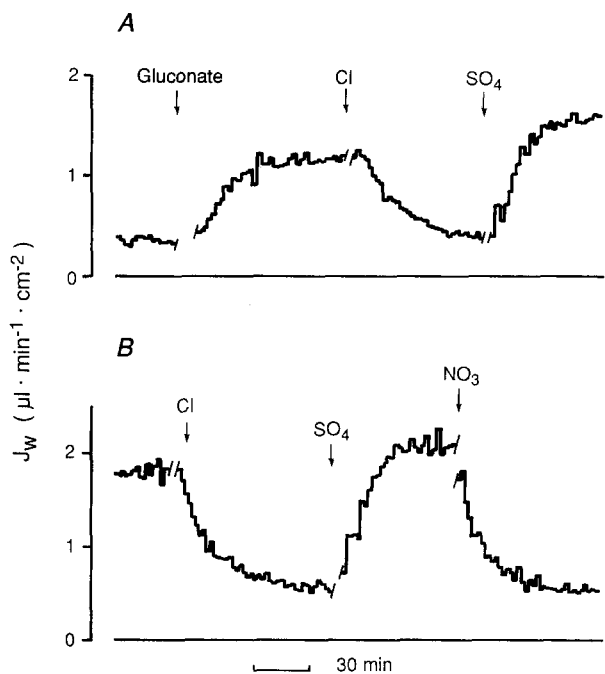 A
2
Gluconate
Cl
SO₄
1
0
J_w ( µl · min⁻¹ · cm⁻² )
B
NO₃
Cl
SO₄
2
1
0
30 min